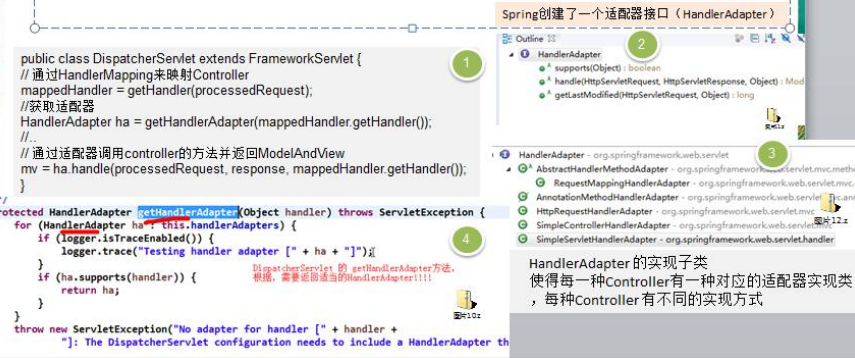 Spring创建了一个适配器接口（HandlerAdapter）
1
public class DispatcherServlet extends FrameworkServlet {
// 通过HandlerMapping来映射Controller
mappedHandler = getHandler(processedRequest);
//获取适配器
HandlerAdapter ha = getHandlerAdapter(mappedHandler.getHandler());
//..
// 通过适配器调用controller的方法并返回ModelAndView
mv = ha.handle(processedRequest, response, mappedHandler.getHandler());
}
2
Outline
HandlerAdapter
supports(Object) : boolean
handle(HttpServletRequest, HttpServletResponse, Object) : Mod
getLastModified(HttpServletRequest, Object) : long
3
HandlerAdapter - org.springframework.web.servlet
AbstractHandlerMethodAdapter - org.springframework.web.servlet.mvc.metho
RequestMappingHandlerAdapter - org.springframework.web.servlet.mvc
AnnotationMethodHandlerAdapter - org.springframework.web.servlet.mvc.ann
HttpRequestHandlerAdapter - org.springframework.web.servlet.mvc
SimpleControllerHandlerAdapter - org.springframework.web.servlet.mvc
SimpleServletHandlerAdapter - org.springframework.web.servlet.handler
图片12.z
HandlerAdapter 的实现子类
使得每一种Controller有一种对应的适配器实现类
，每种Controller有不同的实现方式
4
*/
rotected HandlerAdapter getHandlerAdapter(Object handler) throws ServletException {
for (HandlerAdapter ha : this.handlerAdapters) {
if (logger.isTraceEnabled()) {
logger.trace("Testing handler adapter [" + ha + "]");
}
if (ha.supports(handler)) {
return ha;
}
}
throw new ServletException("No adapter for handler [" + handler +
"]: The DispatcherServlet configuration needs to include a HandlerAdapter th
DispatcherServlet 的 getHandlerAdapter方法，
根据，需要返回适当的HandlerAdapter!!!!
图片10.z